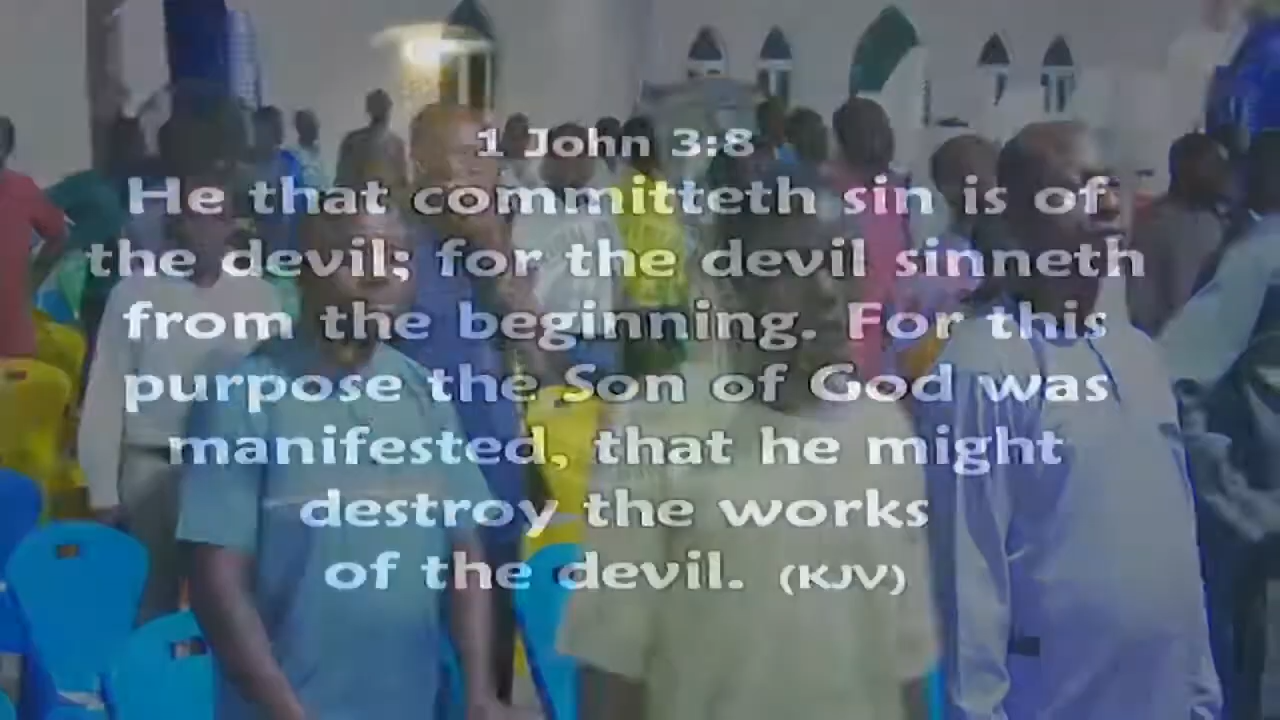 1 John 3:8
He that committeth sin is of
the devil; for the devil sinneth
from the beginning. For this
purpose the Son of God was
manifested, that he might
destroy the works
of the devil. (KJV)